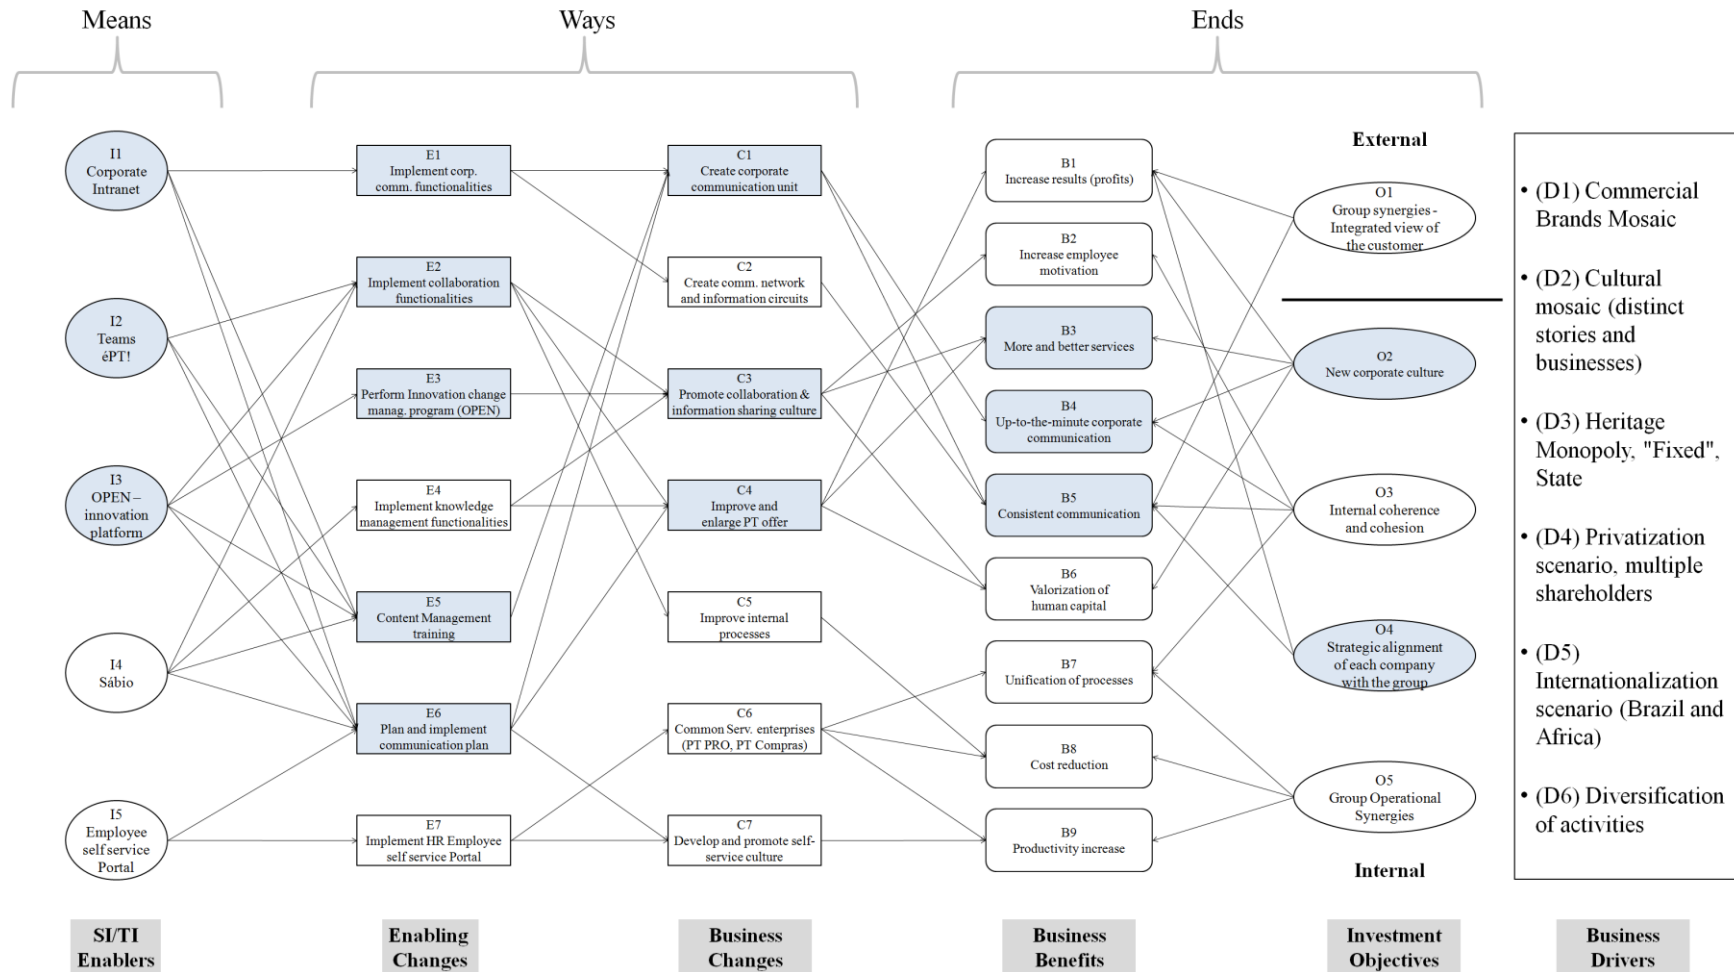 Means
Ways
Ends
I1
Corporate
Intranet
I2
Teams
éPT!
I3
OPEN –
innovation
platform
I4
Sábio
I5
Employee
self service
Portal
E1
Implement corp.
comm. functionalities
E2
Implement collaboration
functionalities
E3
Perform Innovation change
manag. program (OPEN)
E4
Implement knowledge
management functionalities
E5
Content Management
training
E6
Plan and implement
communication plan
E7
Implement HR Employee
self service Portal
C1
Create corporate
communication unit
C2
Create comm. network
and information circuits
C3
Promote collaboration &
information sharing culture
C4
Improve and
enlarge PT offer
C5
Improve internal
processes
C6
Common Serv. enterprises
(PT PRO, PT Compras)
C7
Develop and promote self-
service culture
B1
Increase results (profits)
B2
Increase employee
motivation
B3
More and better services
B4
Up-to-the-minute corporate
communication
B5
Consistent communication
B6
Valorization of
human capital
B7
Unification of processes
B8
Cost reduction
B9
Productivity increase
External
O1
Group synergies -
Integrated view of
the customer
O2
New corporate culture
O3
Internal coherence
and cohesion
O4
Strategic alignment
of each company
with the group
O5
Group Operational
Synergies
Internal
• (D1) Commercial
Brands Mosaic
• (D2) Cultural
mosaic (distinct
stories and
businesses)
• (D3) Heritage
Monopoly, "Fixed",
State
• (D4) Privatization
scenario, multiple
shareholders
• (D5)
Internationalization
scenario (Brazil and
Africa)
• (D6) Diversification
of activities
SI/TI
Enablers
Enabling
Changes
Business
Changes
Business
Benefits
Investment
Objectives
Business
Drivers